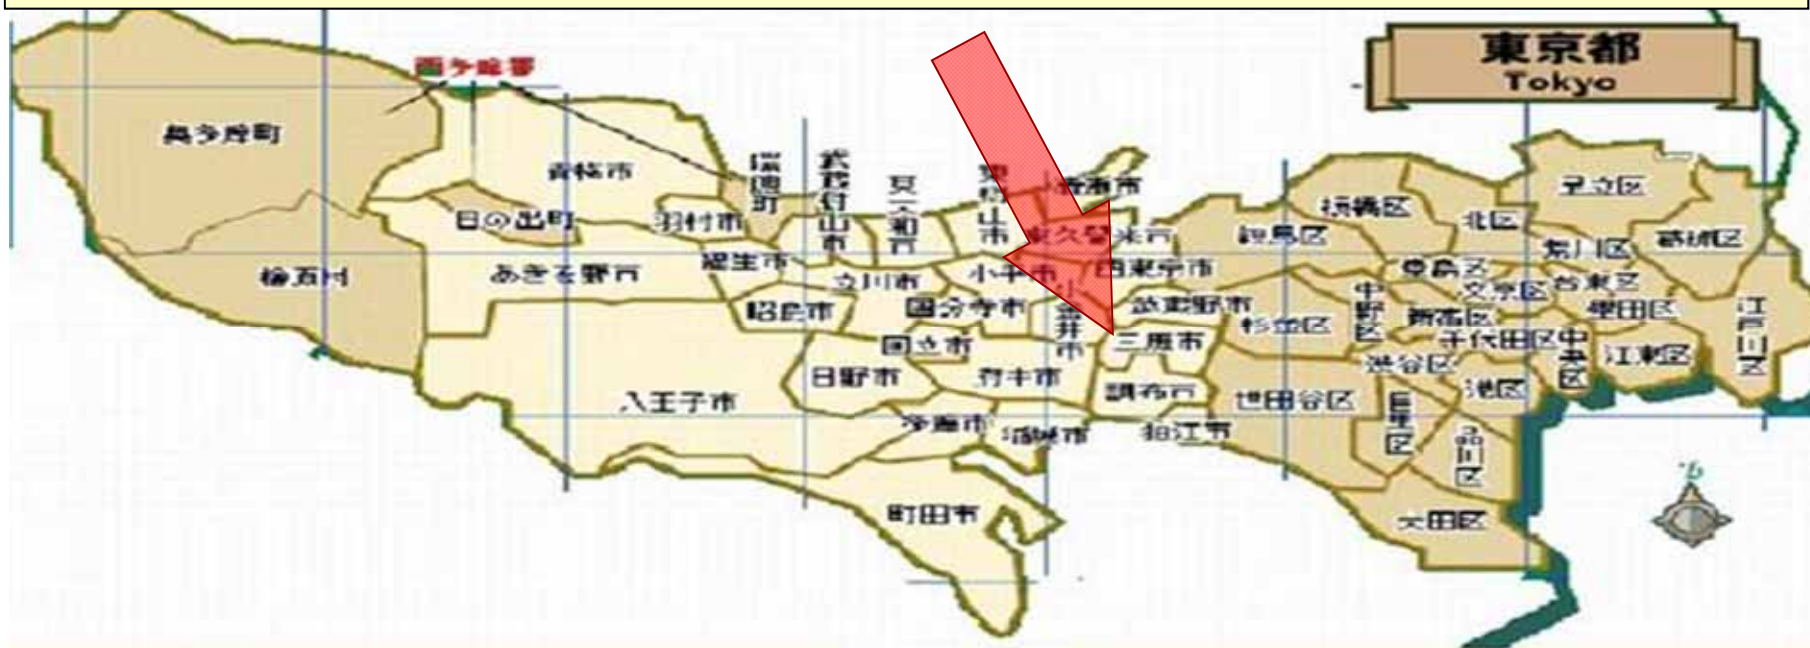 東京都
Tokyo
西多摩郡
奥多摩町
青梅市
瑞穂町
武蔵村山市
東大和市
東村山市
清瀬市
日の出町
羽村市
東久留米市
練馬区
板橋区
北区
足立区
荒川区
葛飾区
檜原村
あきる野市
福生市
立川市
小平市
西東京市
豊島区
文京区
台東区
墨田区
江戸川区
昭島市
国分寺市
小金井市
武蔵野市
杉並区
中野区
新宿区
千代田区
中央区
江東区
国立市
三鷹市
渋谷区
日野市
府中市
調布市
世田谷区
目黒区
港区
八王子市
多摩市
稲城市
狛江市
品川区
町田市
大田区